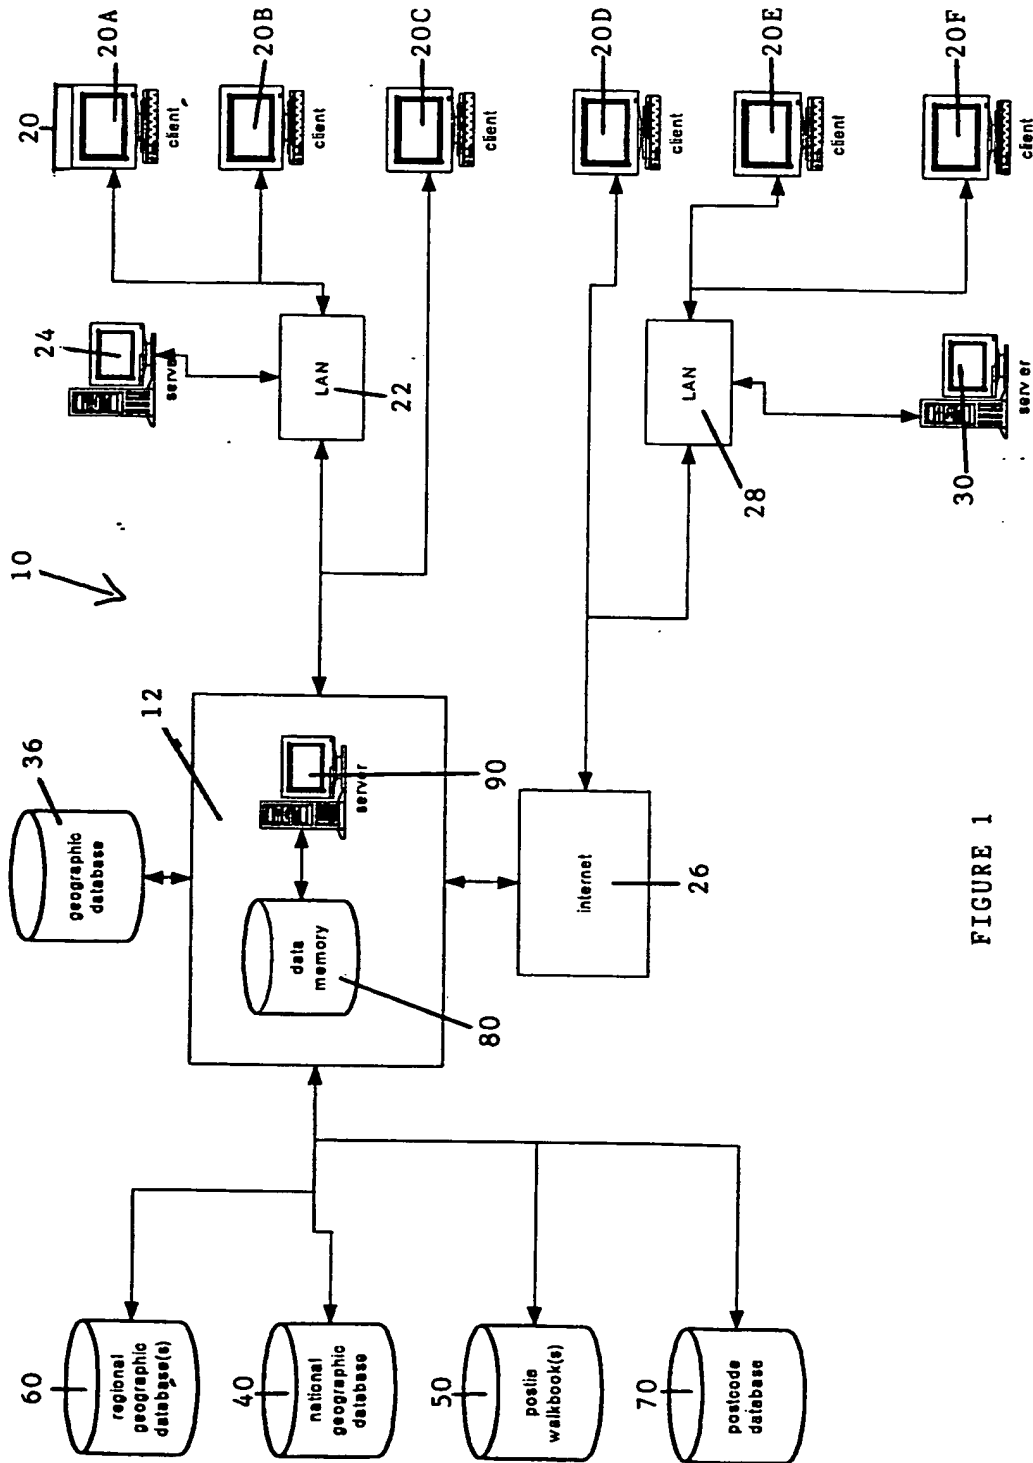 10
20
20A
client
20B
client
20C
client
20D
client
20E
client
20F
client
24
server
LAN
22
LAN
28
30
server
36
geographic
database
12
90
server
data
memory
80
internet
26
60
regional
geographic
database(s)
40
national
geographic
database
50
postie
walkbook(s)
70
postcode
database
FIGURE 1